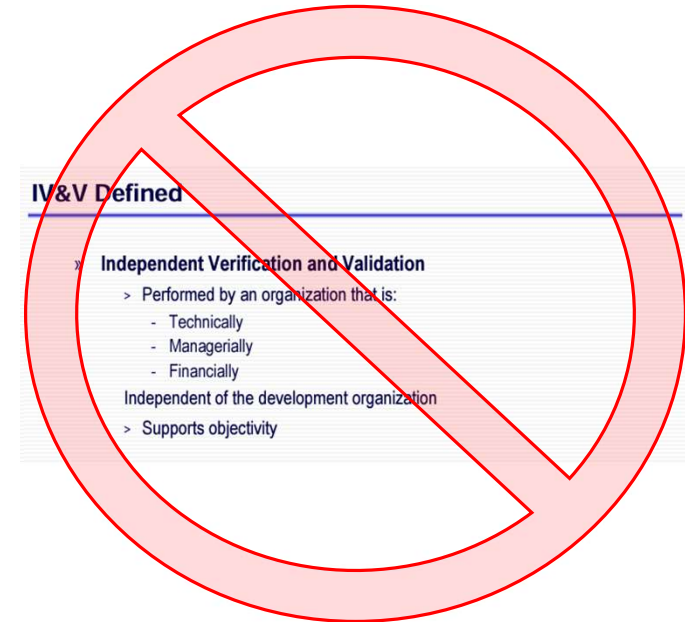 IV&V Defined
» Independent Verification and Validation
> Performed by an organization that is:
- Technically
- Managerially
- Financially
Independent of the development organization
> Supports objectivity